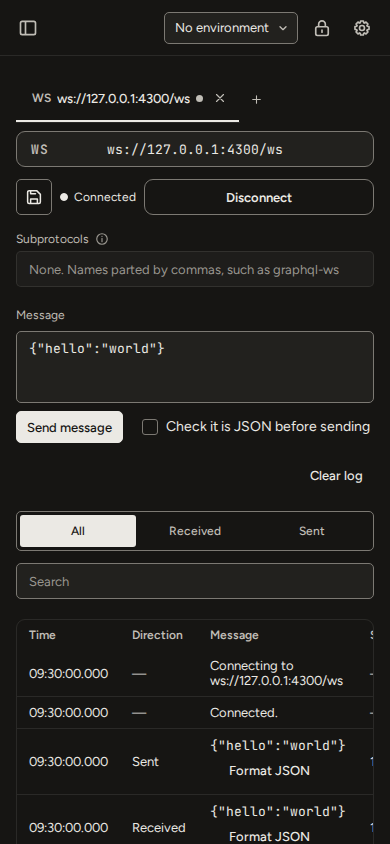 No environment
WS ws://127.0.0.1:4300/ws
WS ws://127.0.0.1:4300/ws
Connected Disconnect
Subprotocols
None. Names parted by commas, such as graphql-ws
Message
{"hello":"world"}
Send message Check it is JSON before sending
Clear log
All Received Sent
Search
Time Direction Message
09:30:00.000 — Connecting to
ws://127.0.0.1:4300/ws
09:30:00.000 — Connected.
09:30:00.000 Sent {"hello":"world"}
Format JSON
09:30:00.000 Received {"hello":"world"}
Format JSON